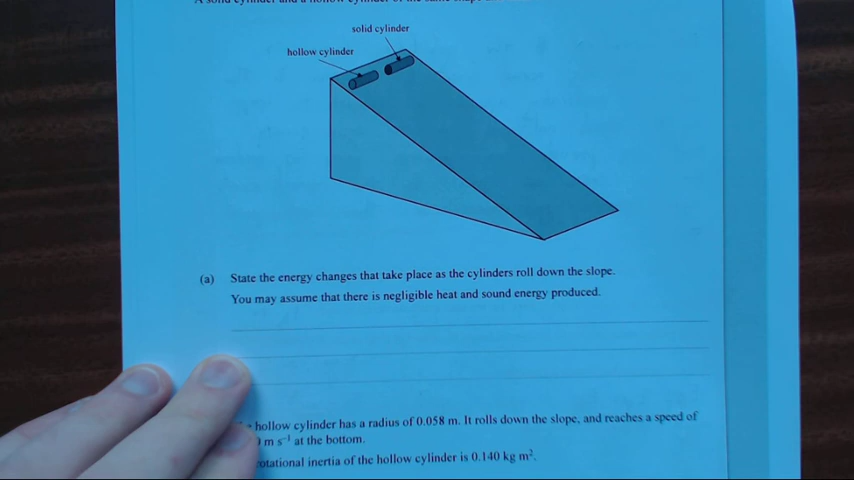 solid cylinder
hollow cylinder
(a) State the energy changes that take place as the cylinders roll down the slope.
You may assume that there is negligible heat and sound energy produced.
hollow cylinder has a radius of 0.058 m. It rolls down the slope, and reaches a speed of
m s⁻¹ at the bottom.
rotational inertia of the hollow cylinder is 0.140 kg m².